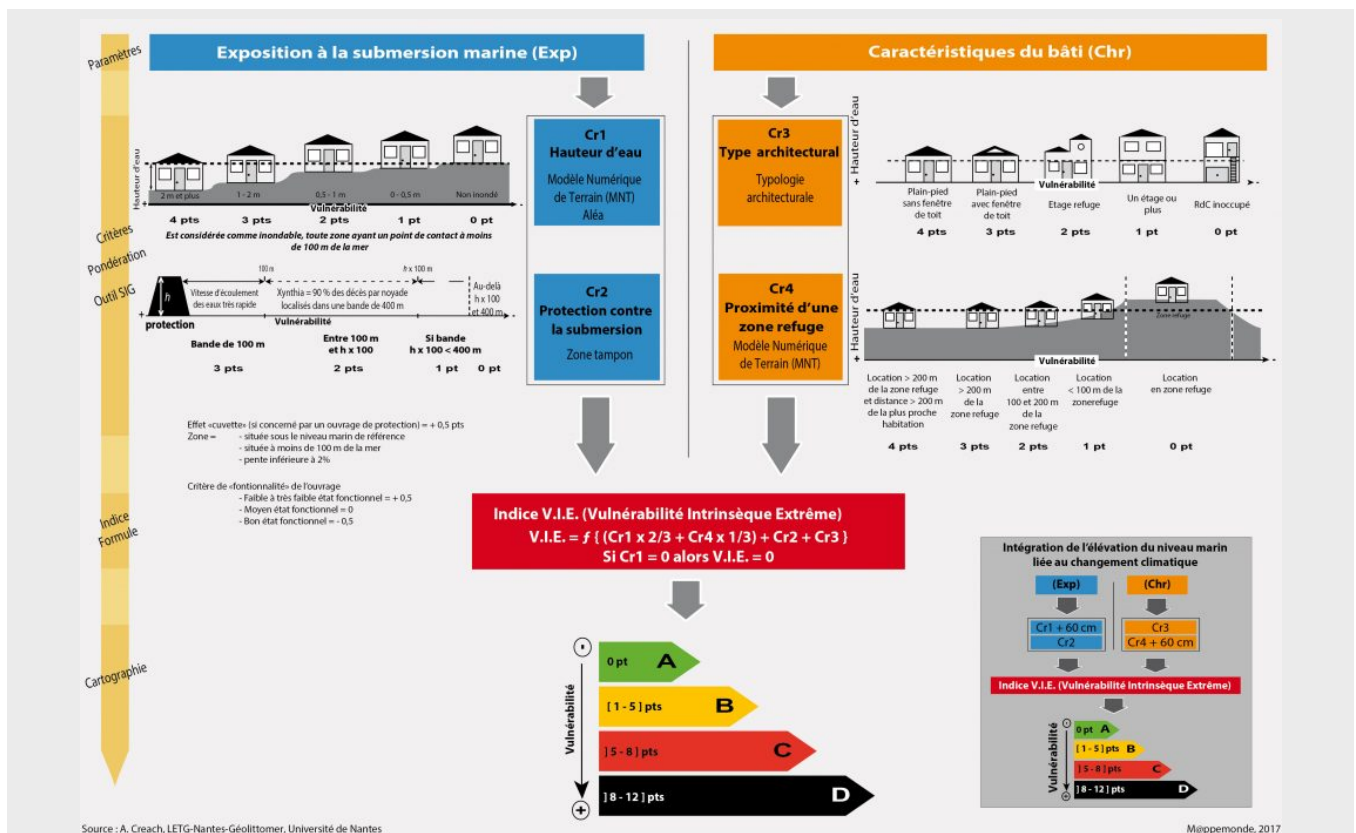 Paramètres
Critères
Pondération
Outil SIG
Indice
Formule
Cartographie
Exposition à la submersion marine (Exp)
Hauteur d'eau
2 m et plus
1 - 2 m
0,5 - 1 m
0 - 0,5 m
Non inondé
Vulnérabilité
4 pts
3 pts
2 pts
1 pt
0 pt
Est considérée comme inondable, toute zone ayant un point de contact à moins
de 100 m de la mer
h
100 m
h x 100 m
Vitesse d'écoulement
des eaux très rapide
Xynthia = 90 % des décès par noyade
localisés dans une bande de 400 m
Au-delà
h x 100
et 400 m
+
-
protection
Vulnérabilité
Bande de 100 m
Entre 100 m
et h x 100
Si bande
h x 100 < 400 m
3 pts
2 pts
1 pt
0 pt
Effet «cuvette» (si concerné par un ouvrage de protection) = + 0,5 pts
Zone = - située sous le niveau marin de référence
- située à moins de 100 m de la mer
- pente inférieure à 2%
Critère de «fontionnalité» de l'ouvrage
- Faible à très faible état fonctionnel = + 0,5
- Moyen état fonctionnel = 0
- Bon état fonctionnel = - 0,5
Cr1
Hauteur d'eau
Modèle Numérique
de Terrain (MNT)
Aléa
Cr2
Protection contre
la submersion
Zone tampon
Caractéristiques du bâti (Chr)
Cr3
Type architectural
Typologie
architecturale
Cr4
Proximité d'une
zone refuge
Modèle Numérique
de Terrain (MNT)
+ Hauteur d'eau
Vulnérabilité
Plain-pied
sans fenêtre
de toit
Plain-pied
avec fenêtre
de toit
Etage refuge
Un étage ou
plus
RdC inoccupé
4 pts
3 pts
2 pts
1 pt
0 pt
+ Hauteur d'eau
Zone refuge
Vulnérabilité
Location > 200 m
de la zone refuge
et distance > 200 m
de la plus proche
habitation
Location
> 200 m
de la
zone refuge
Location
entre
100 et 200 m
de la
zone refuge
Location
< 100 m de la
zonerefuge
Location
en zone refuge
4 pts
3 pts
2 pts
1 pt
0 pt
Indice V.I.E. (Vulnérabilité Intrinsèque Extrême)
V.I.E. = f { (Cr1 x 2/3 + Cr4 x 1/3) + Cr2 + Cr3 }
Si Cr1 = 0 alors V.I.E. = 0
Vulnérabilité
-
+
0 pt A
[ 1 - 5 ] pts B
] 5 - 8 ] pts C
] 8 - 12 ] pts D
Intégration de l'élévation du niveau marin
liée au changement climatique
(Exp)
(Chr)
Cr1 + 60 cm
Cr2
Cr3
Cr4 + 60 cm
Indice V.I.E. (Vulnérabilité Intrinsèque Extrême)
Vulnérabilité
-
+
0 pt A
[ 1 - 5 ] pts B
] 5 - 8 ] pts C
] 8 - 12 ] pts D
Source : A. Creach, LETG-Nantes-Géolittomer, Université de Nantes
M@ppemonde, 2017